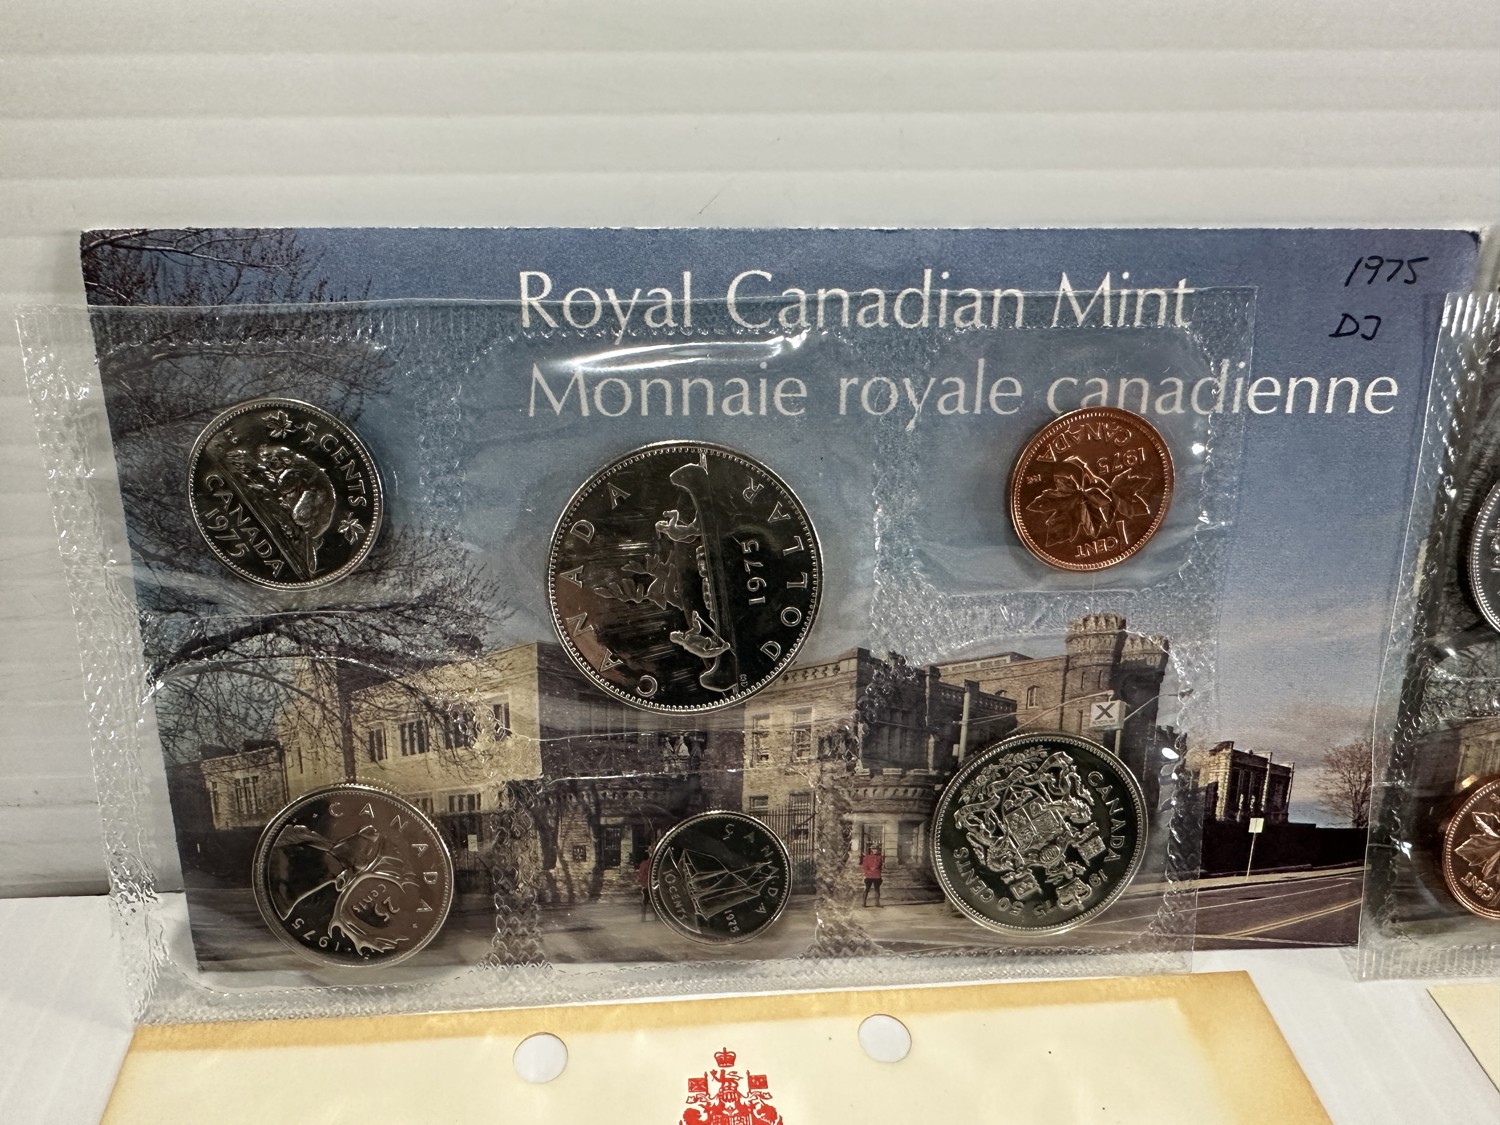 Royal Canadian Mint
Monnaie royale canadienne
1975
DJ
5 CENTS
CANADA
1975
CANADA
1975
DOLLAR
CANADA
1975
1
CENT
CANADA
25
CENTS
1975
CANADA
10 CENTS
1975
CANADA
50 CENTS
1975
X